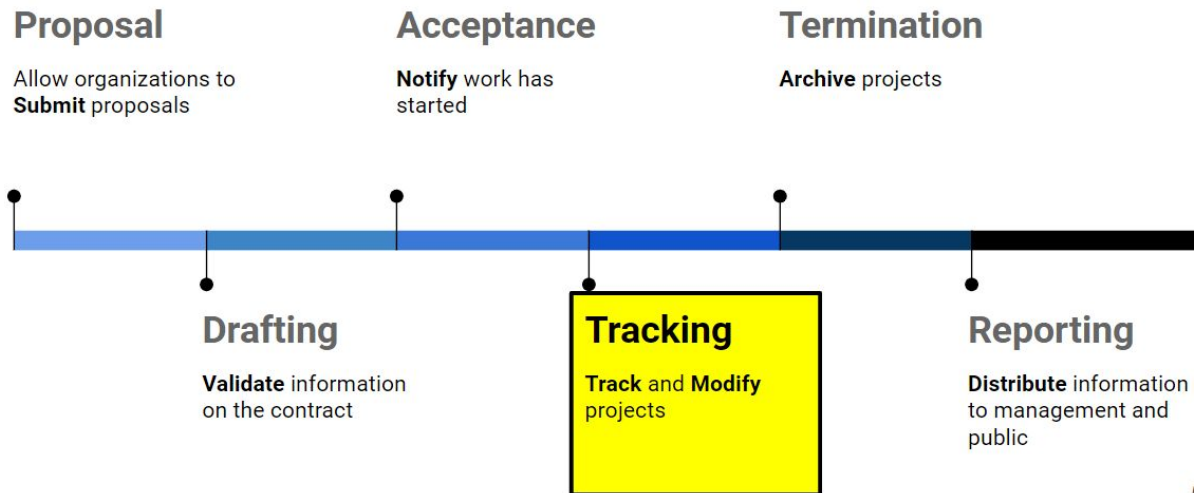 Proposal
Allow organizations to
Submit proposals
Acceptance
Notify work has
started
Termination
Archive projects
Drafting
Validate information
on the contract
Tracking
Track and Modify
projects
Reporting
Distribute information
to management and
public